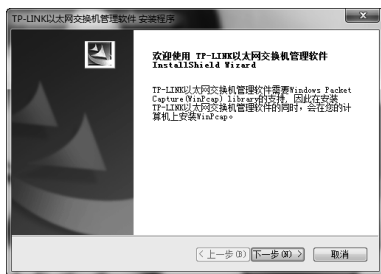 TP-LINK以太网交换机管理软件 安装程序
欢迎使用 TP-LINK以太网交换机管理软件
InstallShield Wizard
TP-LINK以太网交换机管理软件需要Windows Packet
Capture(WinPcap) library的支持, 因此在安装
TP-LINK以太网交换机管理软件的同时, 会在您的计
算机上安装WinPcap。
< 上一步(B) 下一步(N) > 取消